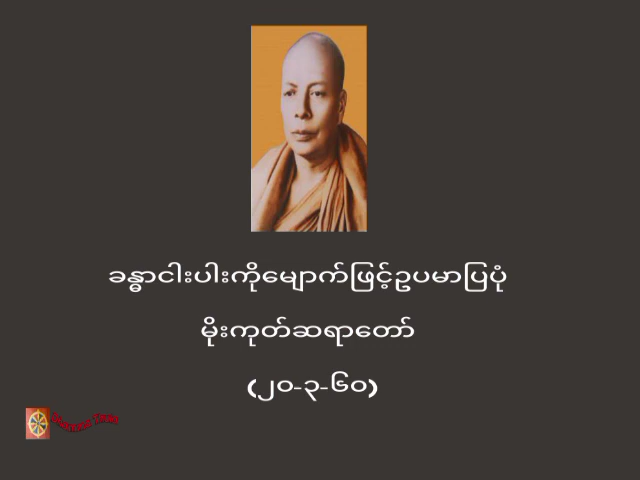 ခန္ဓာငါးပါးကိုမျောက်ဖြင့်ဥပမာပြပုံ
မိုးကုတ်ဆရာတော်
(၂၀-၃-၆၀)